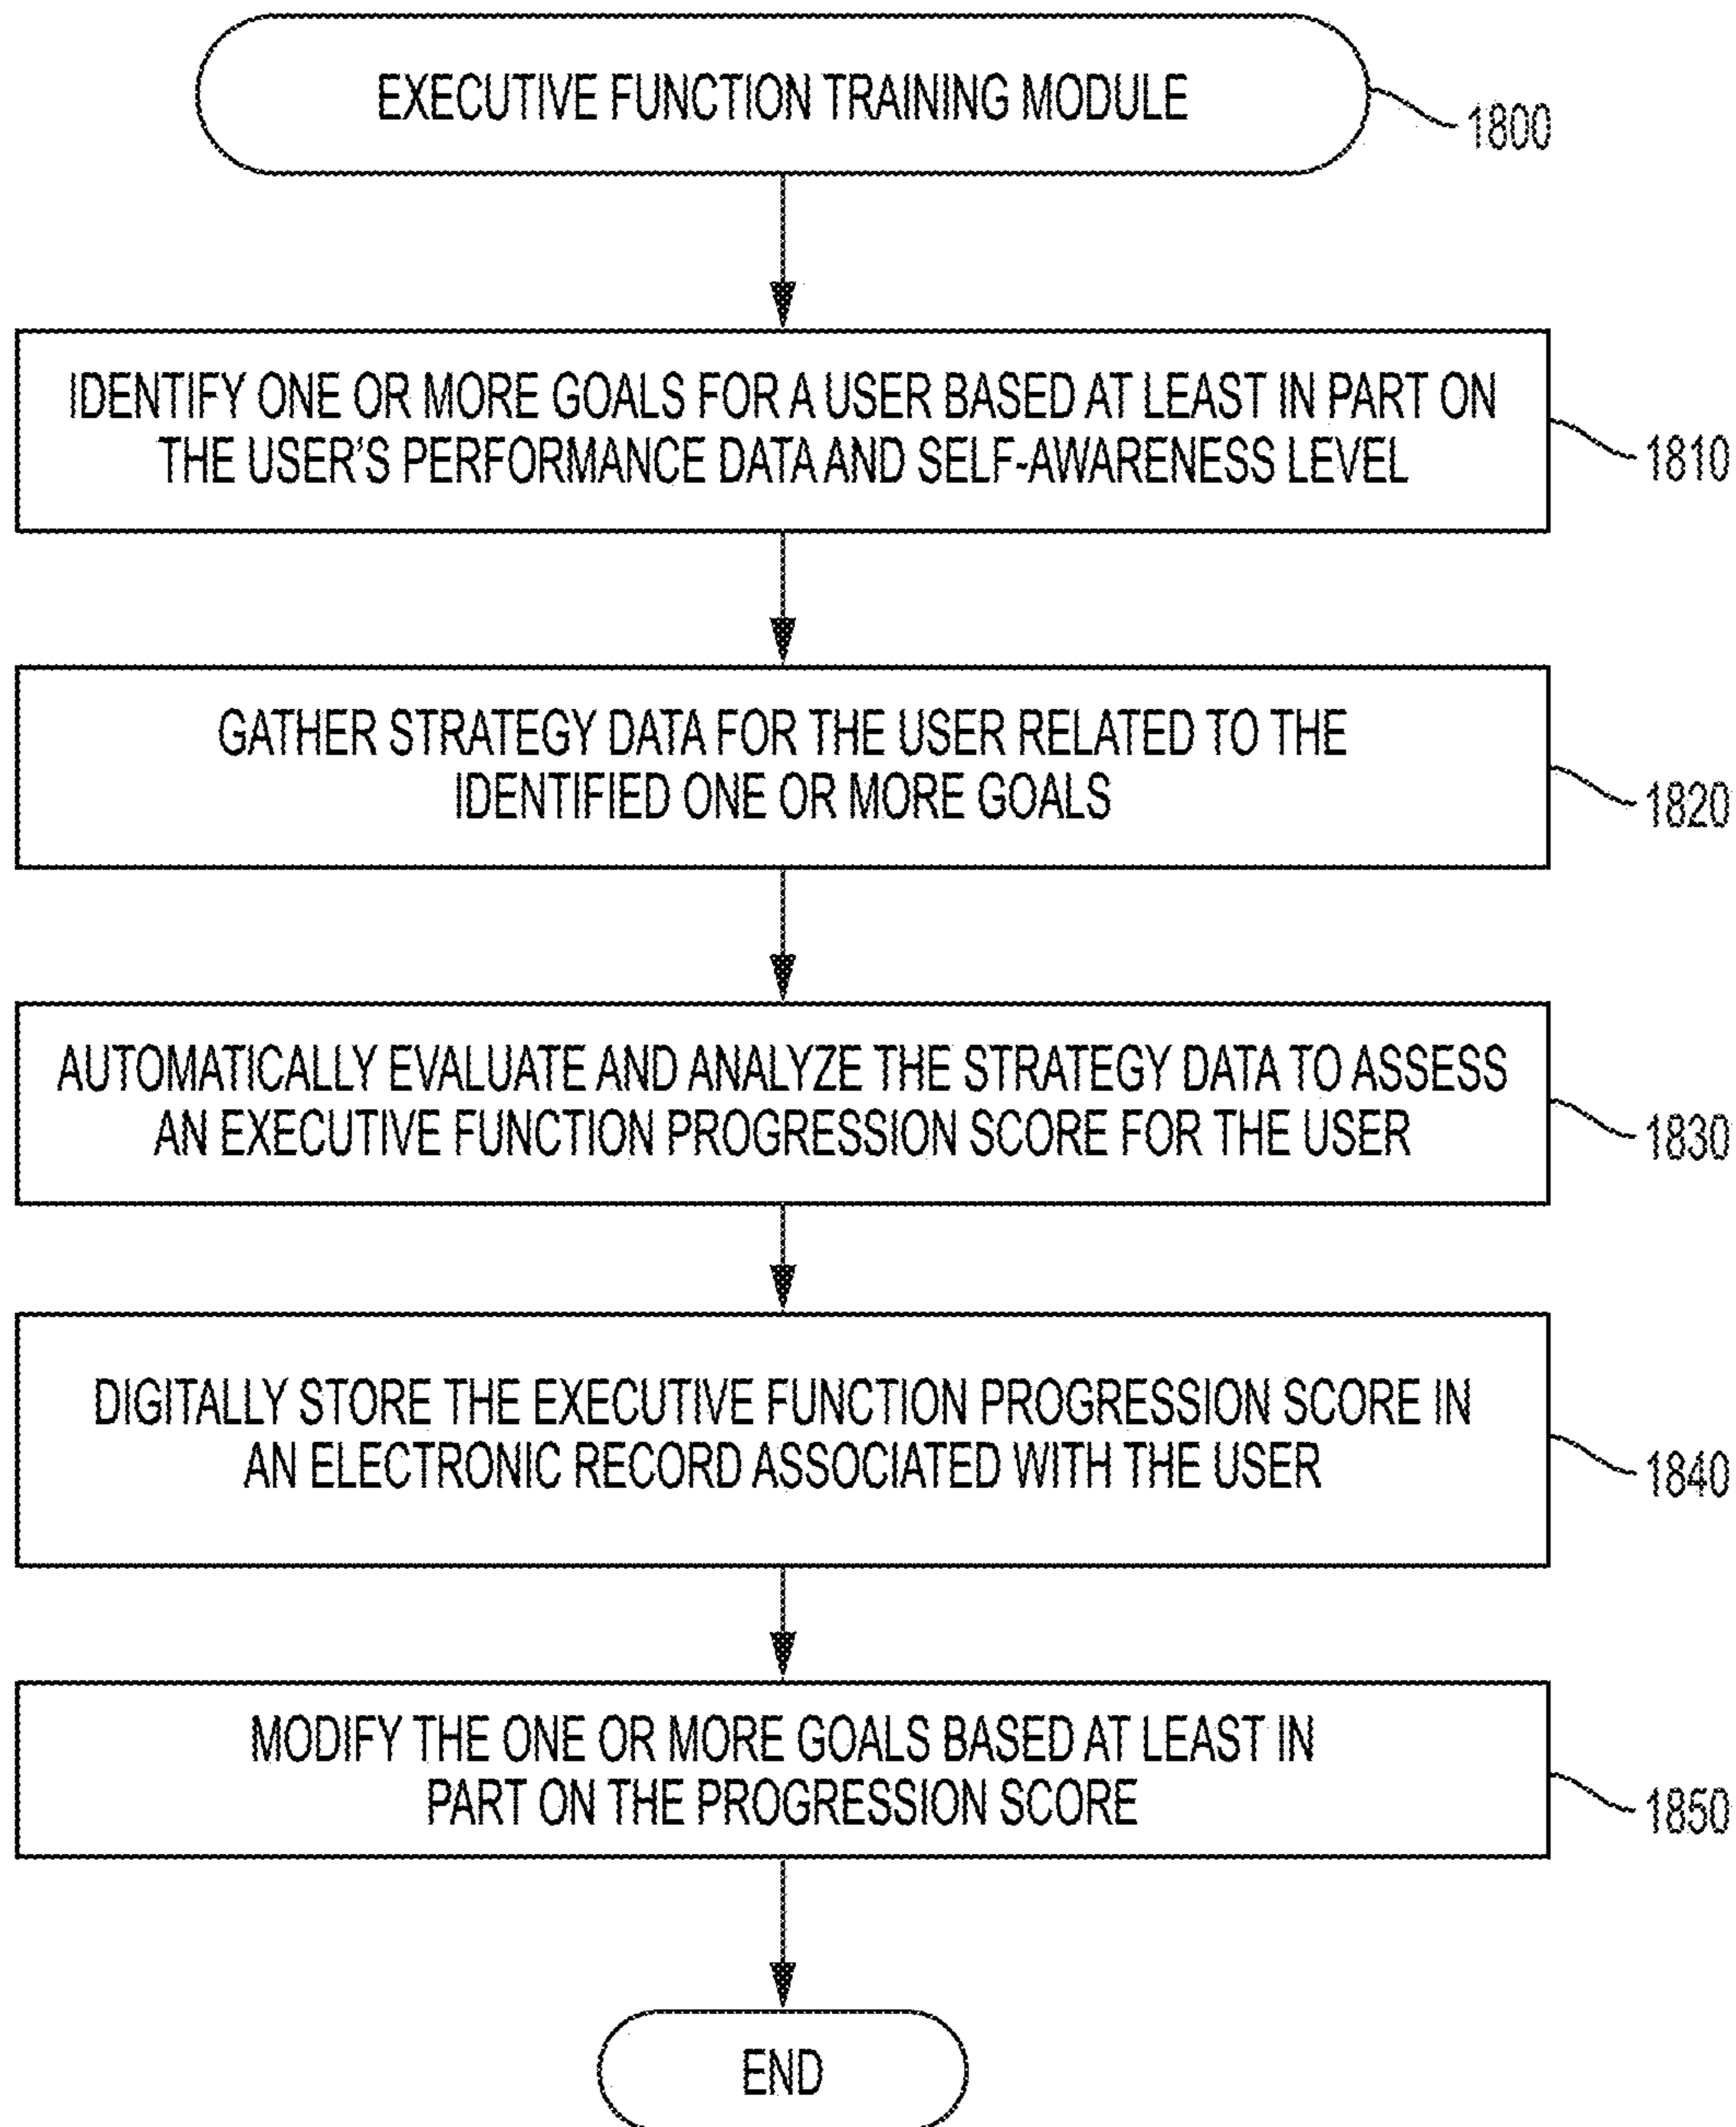 EXECUTIVE FUNCTION TRAINING MODULE
1800
IDENTIFY ONE OR MORE GOALS FOR A USER BASED AT LEAST IN PART ON
THE USER'S PERFORMANCE DATA AND SELF-AWARENESS LEVEL
1810
GATHER STRATEGY DATA FOR THE USER RELATED TO THE
IDENTIFIED ONE OR MORE GOALS
1820
AUTOMATICALLY EVALUATE AND ANALYZE THE STRATEGY DATA TO ASSESS
AN EXECUTIVE FUNCTION PROGRESSION SCORE FOR THE USER
1830
DIGITALLY STORE THE EXECUTIVE FUNCTION PROGRESSION SCORE IN
AN ELECTRONIC RECORD ASSOCIATED WITH THE USER
1840
MODIFY THE ONE OR MORE GOALS BASED AT LEAST IN
PART ON THE PROGRESSION SCORE
1850
END